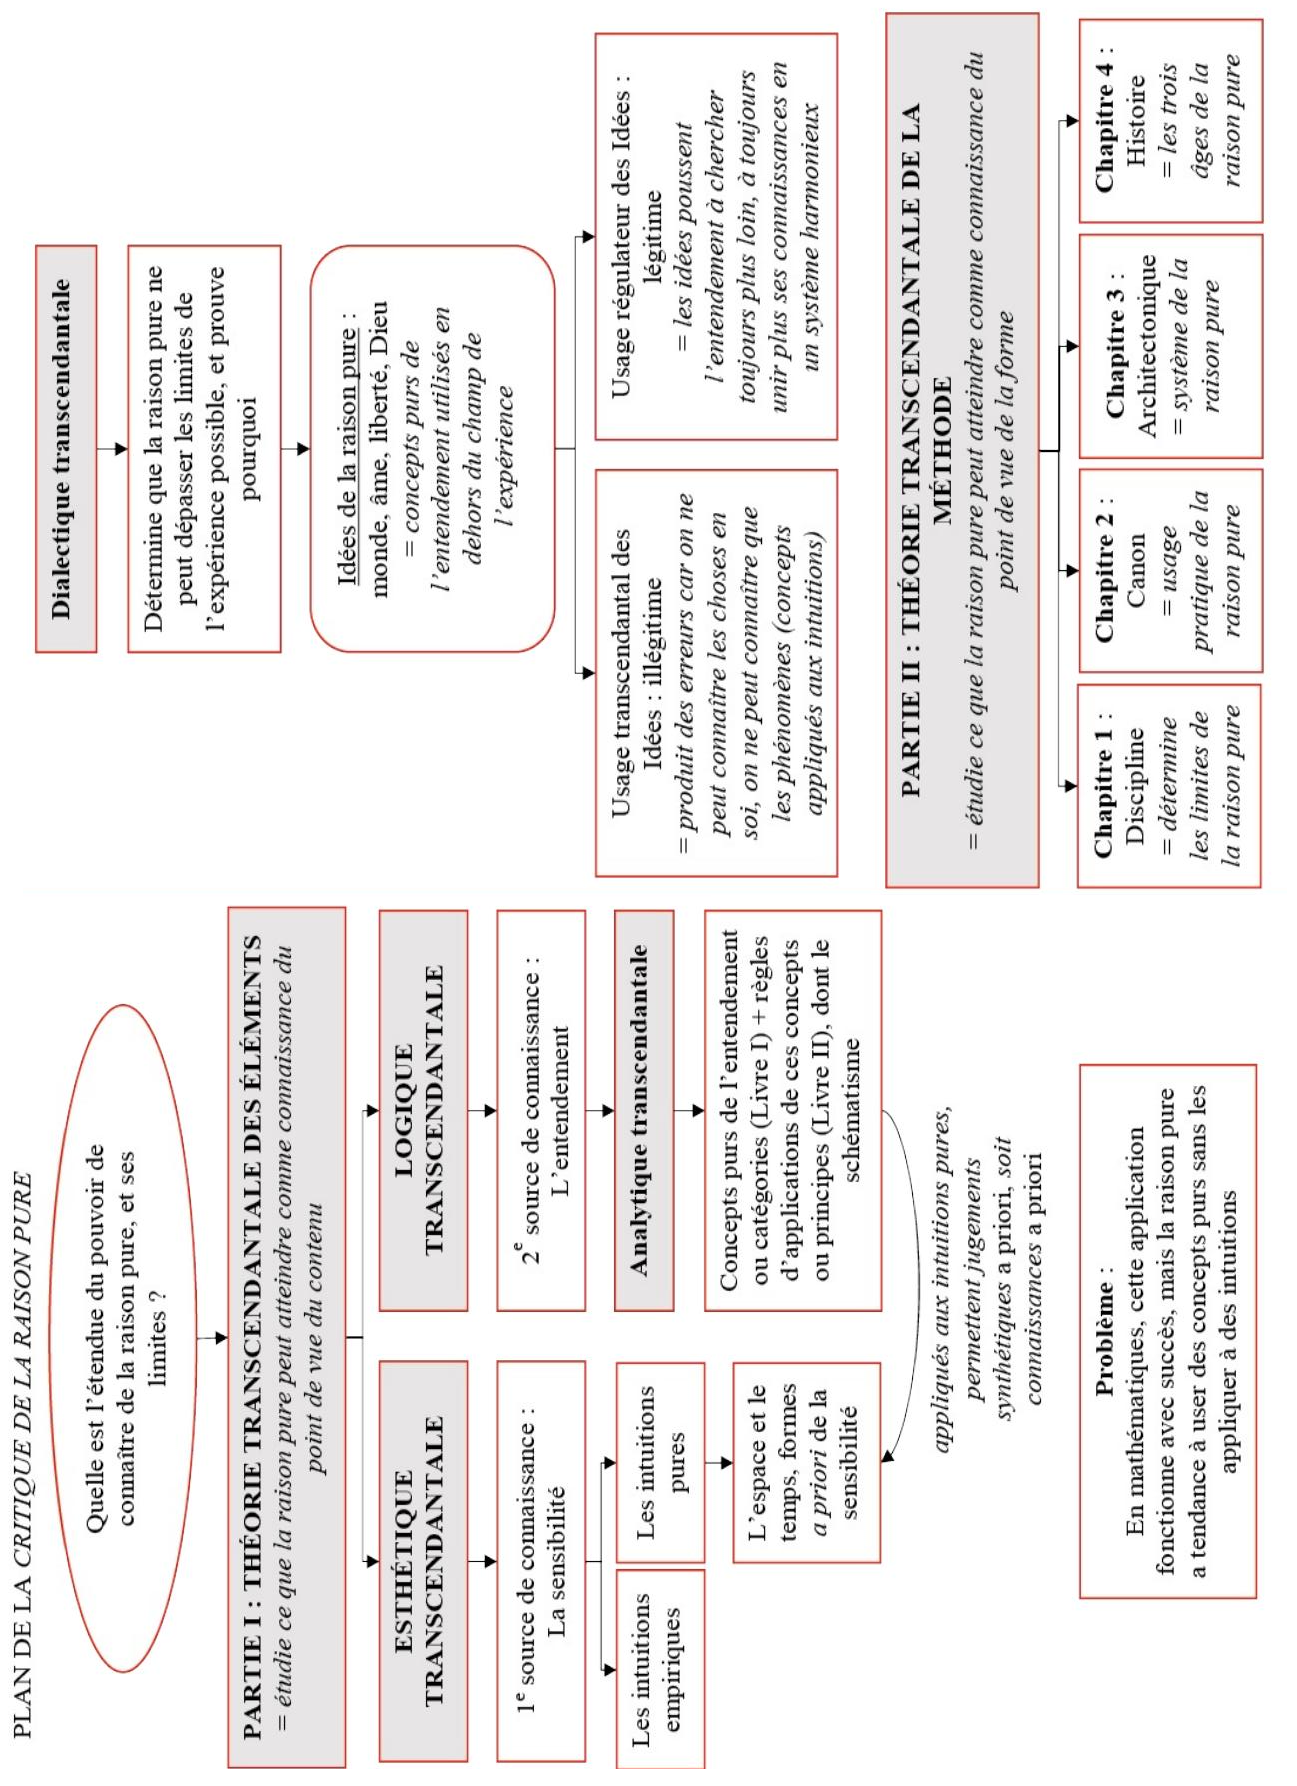 PLAN DE LA CRITIQUE DE LA RAISON PURE
Quelle est l’étendue du pouvoir de
connaître de la raison pure, et ses
limites ?
PARTIE I : THÉORIE TRANSCENDANTALE DES ÉLÉMENTS
= étudie ce que la raison pure peut atteindre comme connaissance du
point de vue du contenu
ESTHÉTIQUE
TRANSCENDANTALE
1e source de connaissance :
La sensibilité
Les intuitions
empiriques
Les intuitions
pures
L’espace et le
temps, formes
a priori de la
sensibilité
LOGIQUE
TRANSCENDANTALE
2e source de connaissance :
L’entendement
Analytique transcendantale
Concepts purs de l’entendement
ou catégories (Livre I) + règles
d’applications de ces concepts
ou principes (Livre II), dont le
schématisme
appliqués aux intuitions pures,
permettent jugements
synthétiques a priori, soit
connaissances a priori
Problème :
En mathématiques, cette application
fonctionne avec succès, mais la raison pure
a tendance à user des concepts purs sans les
appliquer à des intuitions
Dialectique transcendantale
Détermine que la raison pure ne
peut dépasser les limites de
l’expérience possible, et prouve
pourquoi
Idées de la raison pure :
monde, âme, liberté, Dieu
= concepts purs de
l’entendement utilisés en
dehors du champ de
l’expérience
Usage transcendantal des
Idées : illégitime
= produit des erreurs car on ne
peut connaître les choses en
soi, on ne peut connaître que
les phénomènes (concepts
appliqués aux intuitions)
Usage régulateur des Idées :
légitime
= les idées poussent
l’entendement à chercher
toujours plus loin, à toujours
unir plus ses connaissances en
un système harmonieux
PARTIE II : THÉORIE TRANSCENDANTALE DE LA
MÉTHODE
= étudie ce que la raison pure peut atteindre comme connaissance du
point de vue de la forme
Chapitre 1 :
Discipline
= détermine
les limites de
la raison pure
Chapitre 2 :
Canon
= usage
pratique de la
raison pure
Chapitre 3 :
Architectonique
= système de la
raison pure
Chapitre 4 :
Histoire
= les trois
âges de la
raison pure